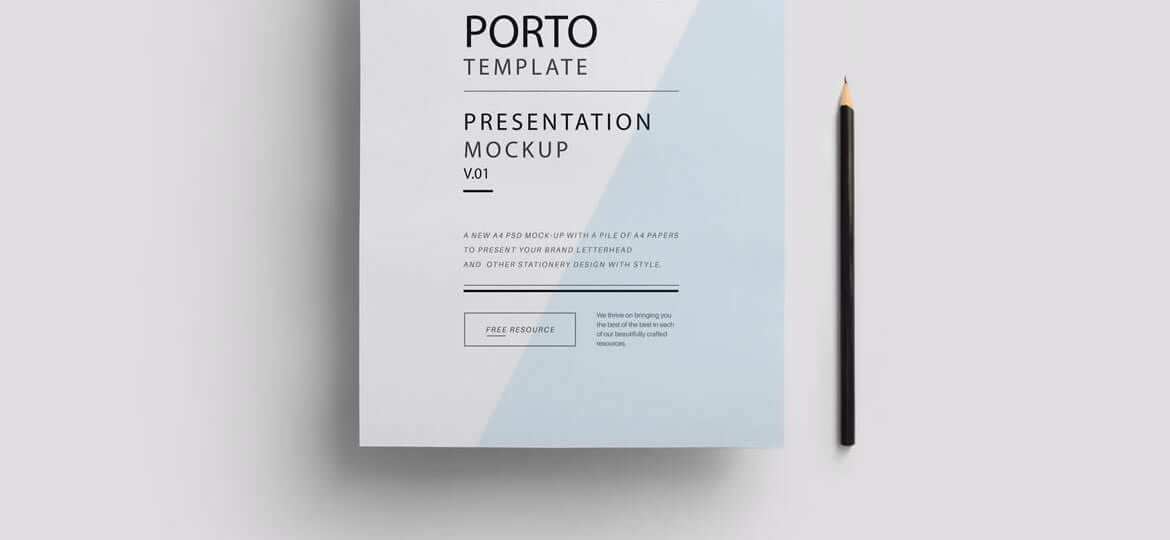 PORTO
TEMPLATE
PRESENTATION
MOCKUP
V.01
A NEW A4 PSD MOCK-UP WITH A PILE OF A4 PAPERS
TO PRESENT YOUR BRAND LETTERHEAD
AND OTHER STATIONERY DESIGN WITH STYLE.
FREE RESOURCE
We thrive on bringing you
the best of the best in each
of our beautifully crafted
resources.